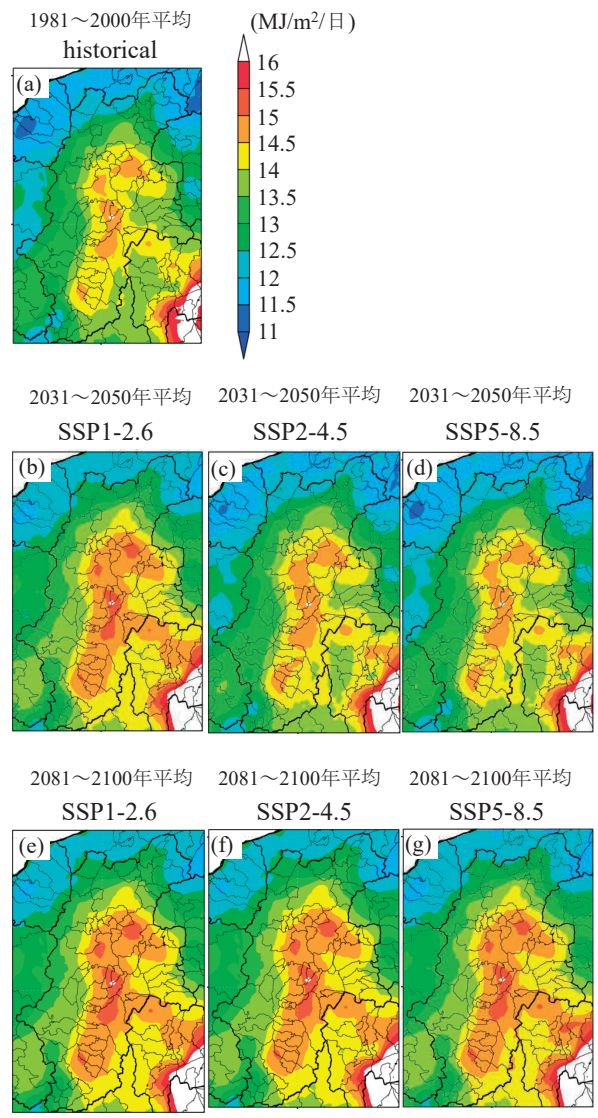 1981～2000年平均
historical
(a)
(MJ/m²/日)
16
15.5
15
14.5
14
13.5
13
12.5
12
11.5
11
2031～2050年平均
SSP1-2.6
(b)
2031～2050年平均
SSP2-4.5
(c)
2031～2050年平均
SSP5-8.5
(d)
2081～2100年平均
SSP1-2.6
(e)
2081～2100年平均
SSP2-4.5
(f)
2081～2100年平均
SSP5-8.5
(g)